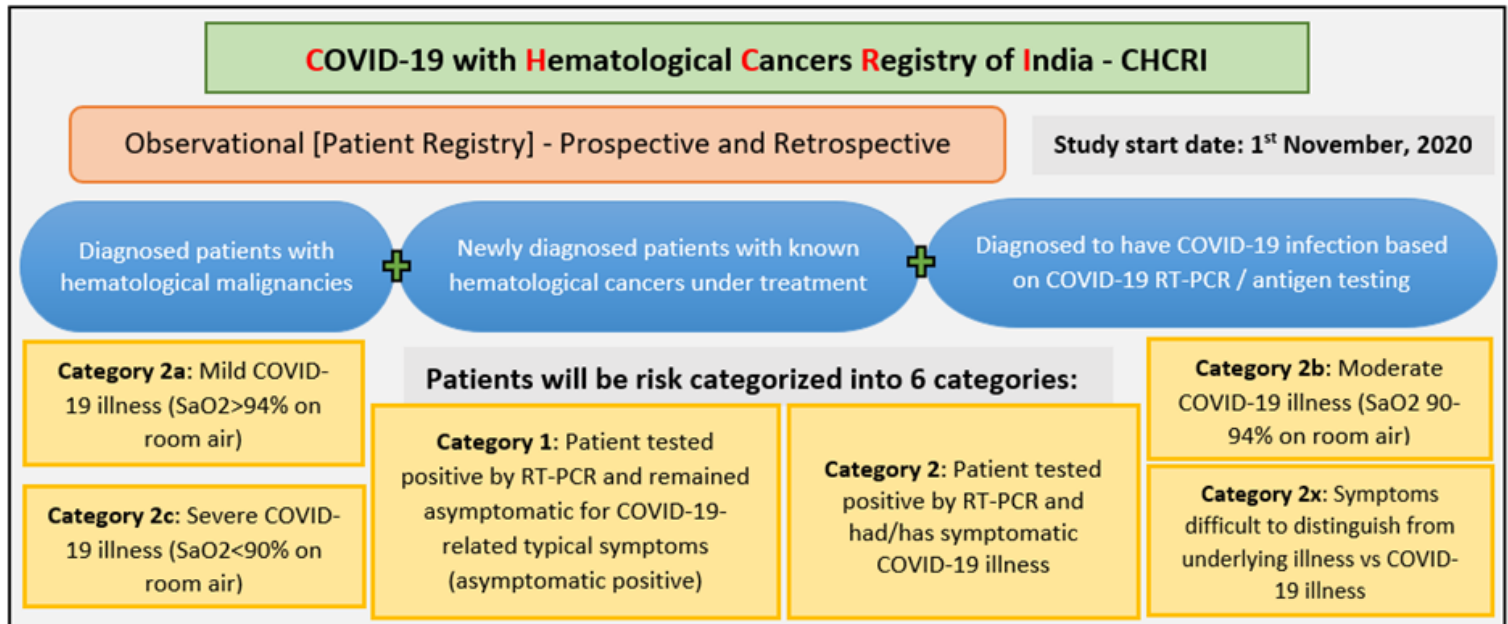 COVID-19 with Hematological Cancers Registry of India - CHCRI
Observational [Patient Registry] - Prospective and Retrospective
Study start date: 1st November, 2020
Diagnosed patients with
hematological malignancies
Newly diagnosed patients with known
hematological cancers under treatment
Diagnosed to have COVID-19 infection based
on COVID-19 RT-PCR / antigen testing
Patients will be risk categorized into 6 categories:
Category 2a: Mild COVID-
19 illness (SaO2>94% on
room air)
Category 2c: Severe COVID-
19 illness (SaO2<90% on
room air)
Category 1: Patient tested
positive by RT-PCR and remained
asymptomatic for COVID-19-
related typical symptoms
(asymptomatic positive)
Category 2: Patient tested
positive by RT-PCR and
had/has symptomatic
COVID-19 illness
Category 2b: Moderate
COVID-19 illness (SaO2 90-
94% on room air)
Category 2x: Symptoms
difficult to distinguish from
underlying illness vs COVID-
19 illness